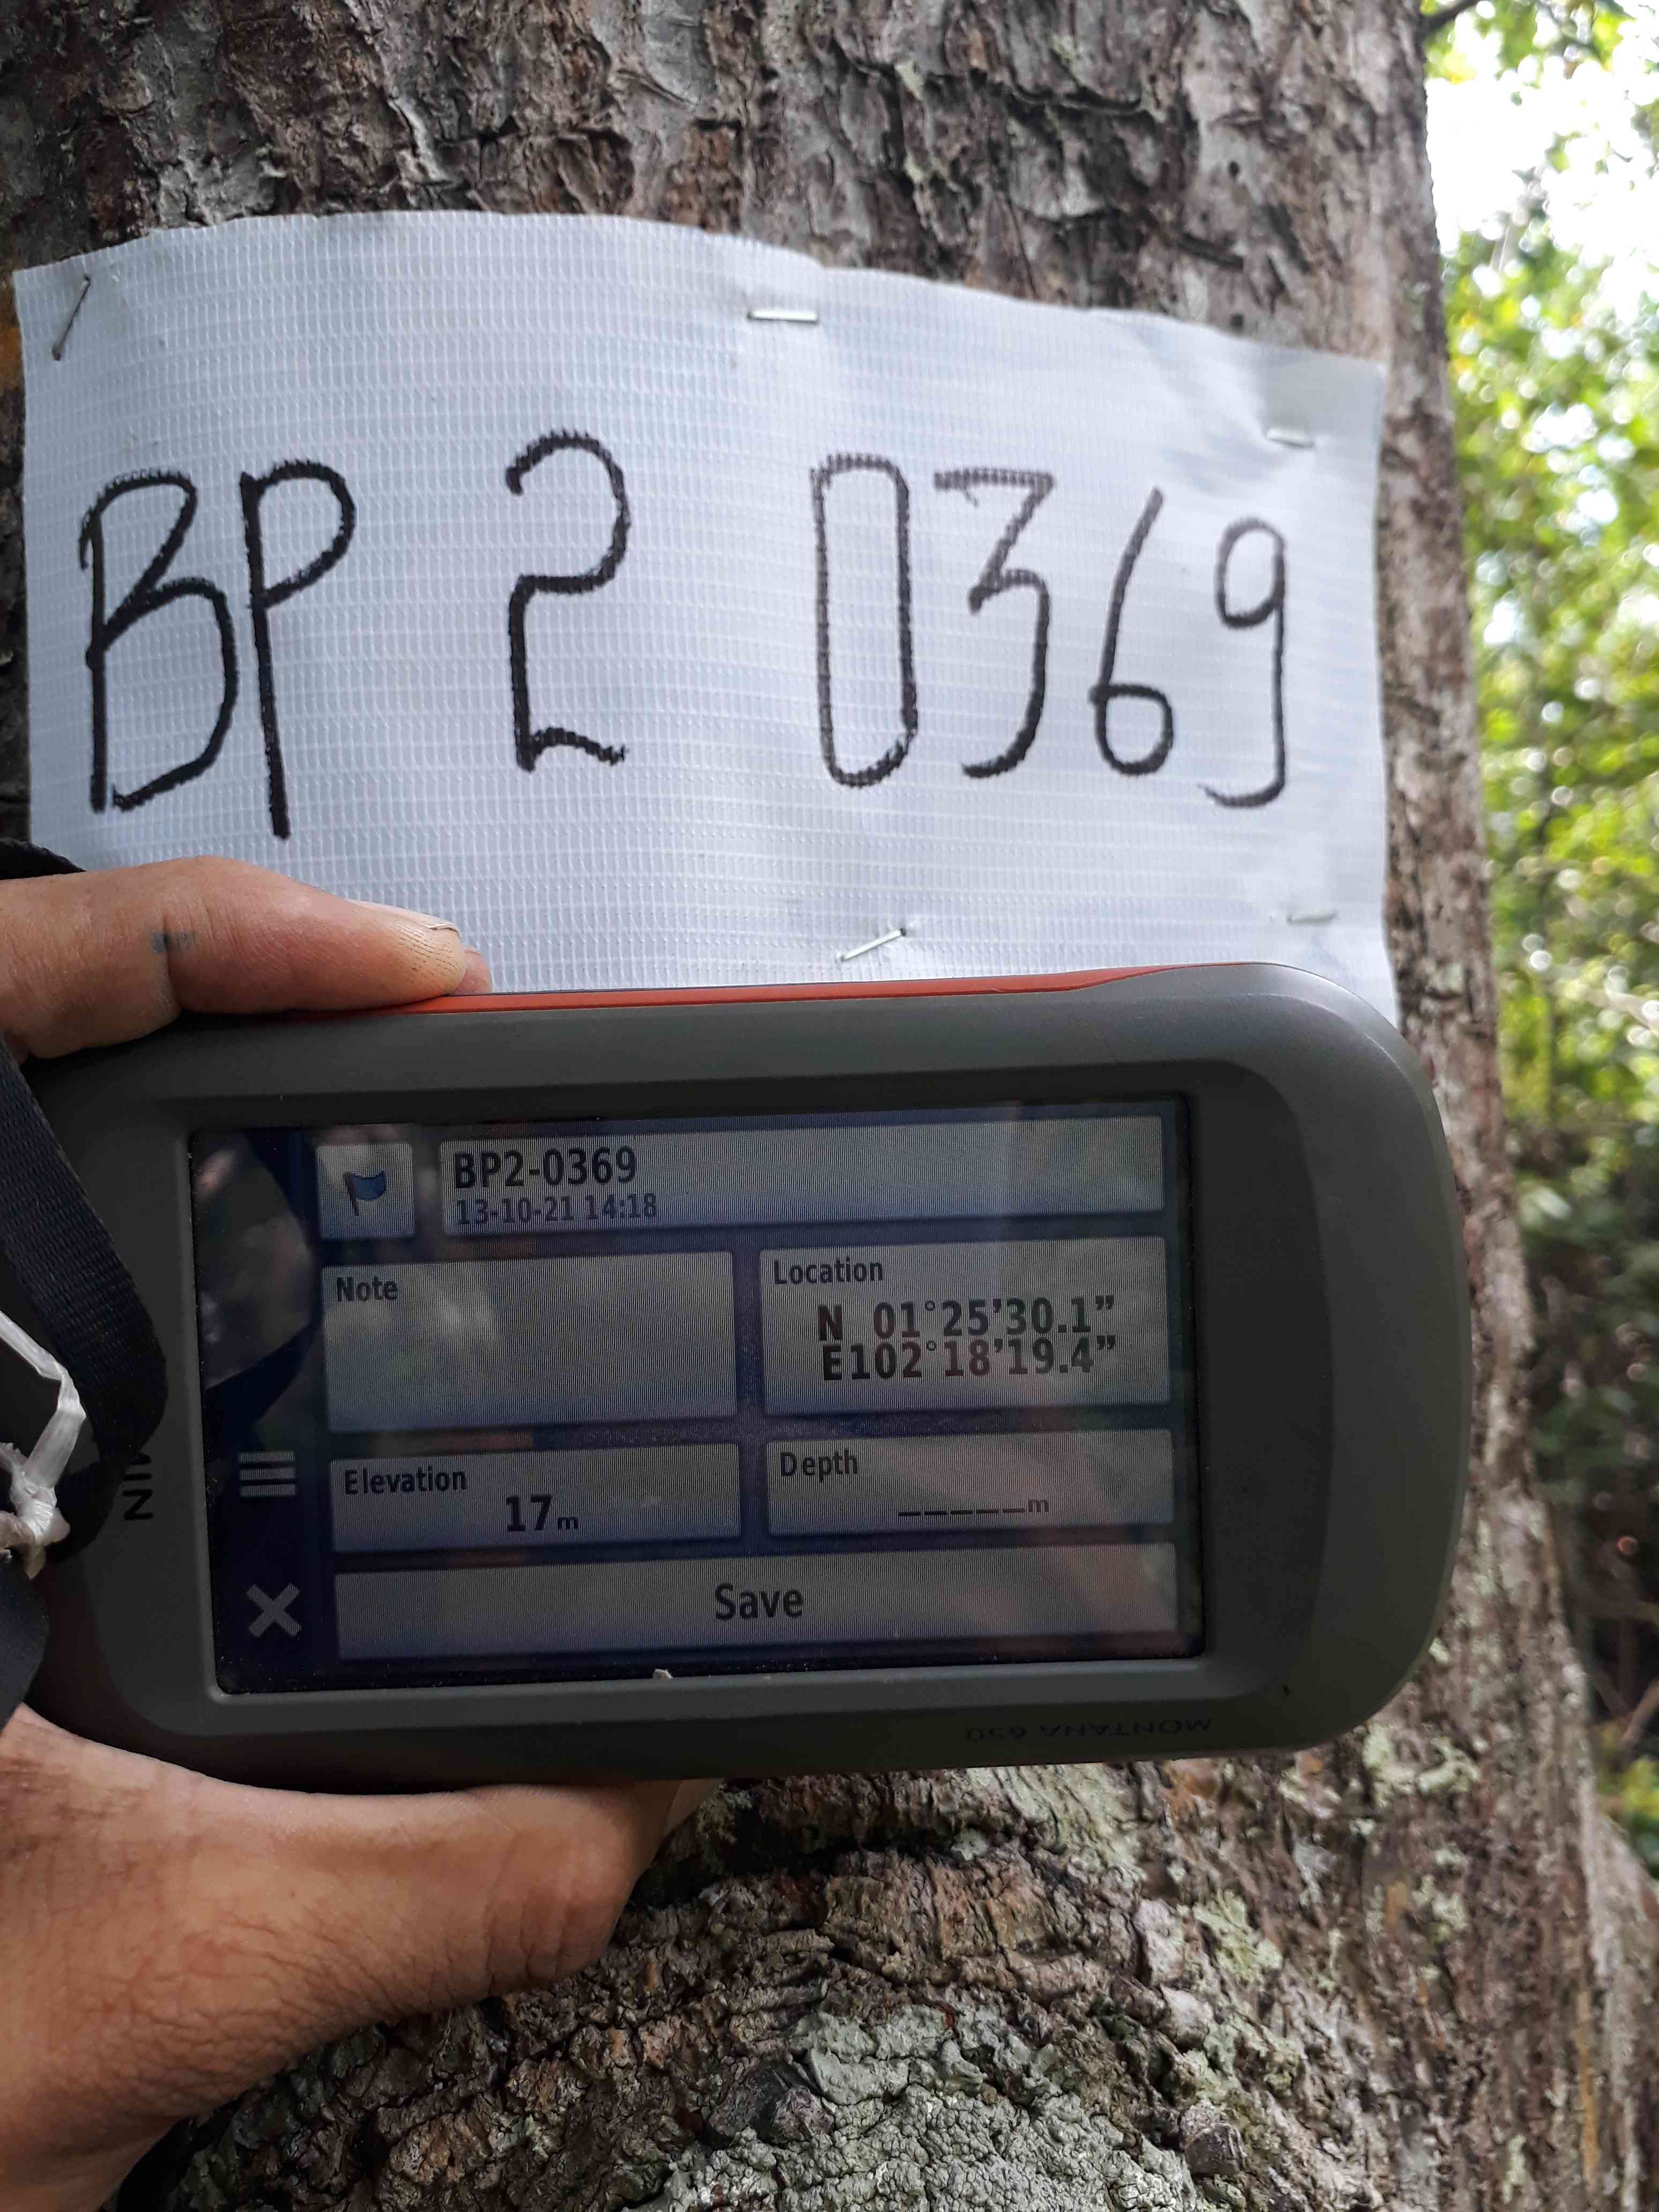 BP 2 0369
BP2-0369
13-10-21 14:18
Note
Location
N 01°25'30.1"
E102°18'19.4"
Elevation
17m
Depth
_____m
Save
MONTANA 650